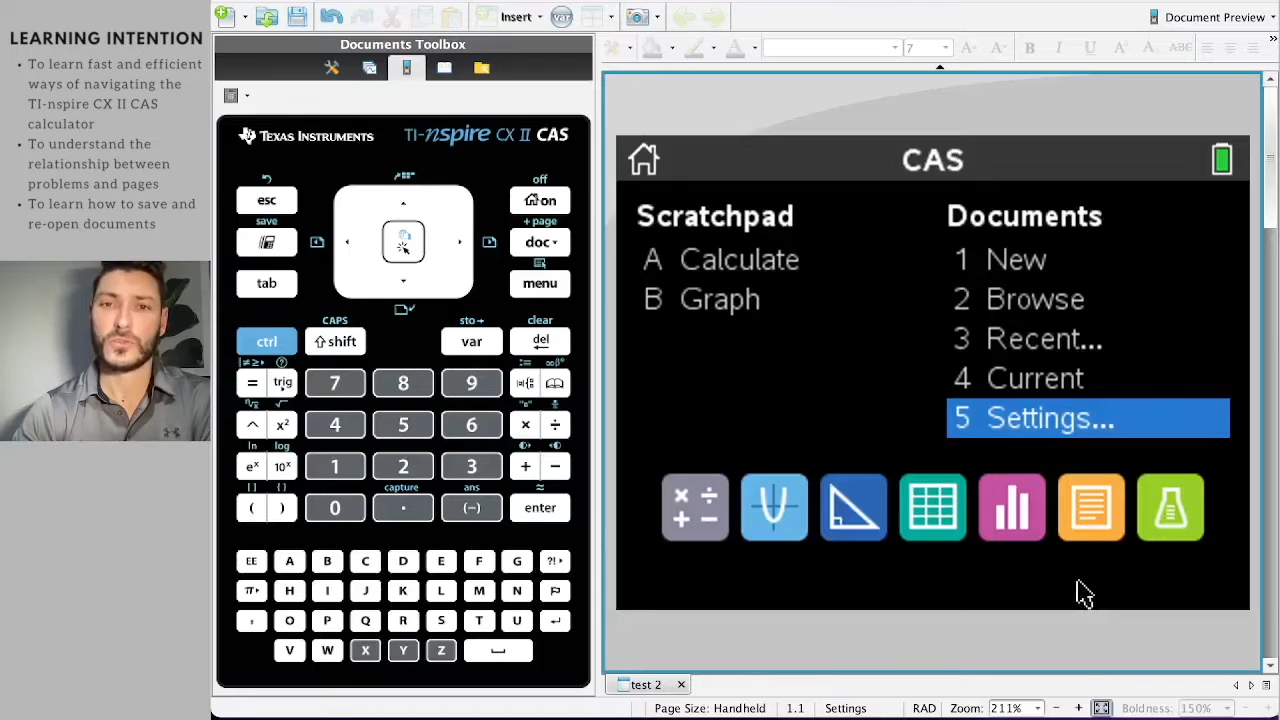 LEARNING INTENTION
• To learn fast and efficient
ways of navigating the
TI-nspire CX II CAS
calculator
• To understand the
relationship between
problems and pages
• To learn how to save and
re-open documents
Insert
var
Document Preview
Documents Toolbox
7
B I U A A ABC
TEXAS INSTRUMENTS TI-nspire CX II CAS
off
esc
on
save
+ page
doc
tab
menu
CAPS
sto→
clear
ctrl
shift
var
del
= trig 7 8 9
^ x² 4 5 6 × ÷
ln log
eˣ 10ˣ 1 2 3 + −
[ ] { } capture ans ≈
( ) 0 . (−) enter
EE A B C D E F G ?!▸
π▸ H I J K L M N
, O P Q R S T U
V W X Y Z
CAS
Scratchpad
A Calculate
B Graph
Documents
1 New
2 Browse
3 Recent...
4 Current
5 Settings...
test 2
Page Size: Handheld 1.1 Settings RAD Zoom: 211% − + Boldness: 150% − +